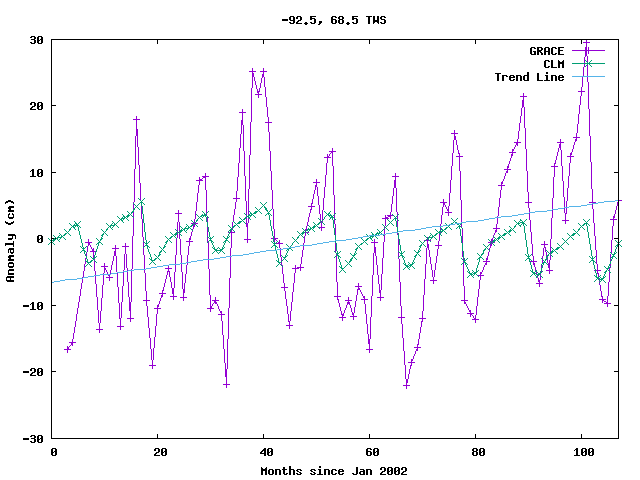 -92.5, 68.5 TWS
GRACE
CLM
Trend Line
30
20
10
0
-10
-20
-30
Anomaly (cm)
0 20 40 60 80 100
Months since Jan 2002